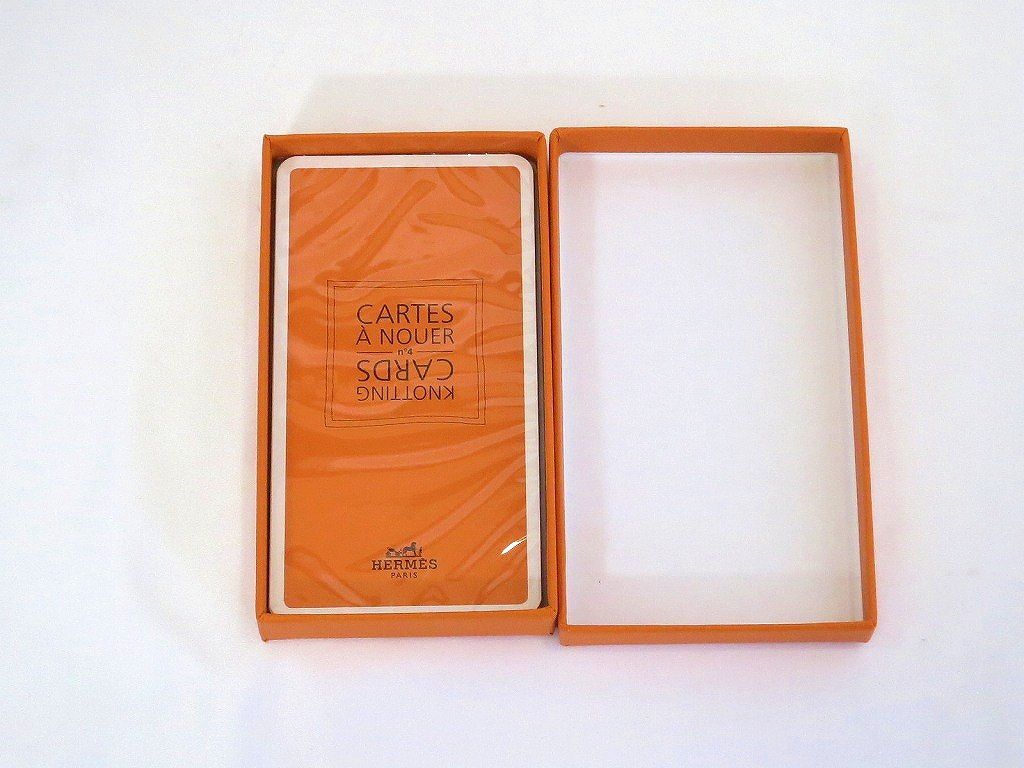 CARTES
À NOUER
n°4
KNOTTING
CARDS
HERMÈS
PARIS